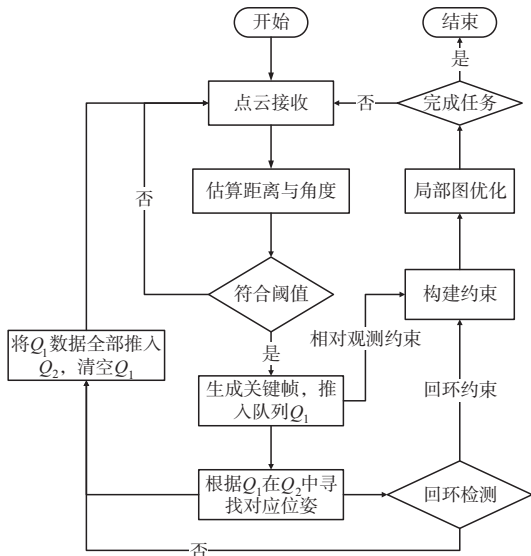 开始
结束
是
点云接收
否
完成任务
否
估算距离与角度
局部图优化
符合阈值
构建约束
将Q₁数据全部推入
Q₂，清空Q₁
是
相对观测约束
生成关键帧，推
入队列Q₁
回环约束
根据Q₁在Q₂中寻
找对应位姿
回环检测
否